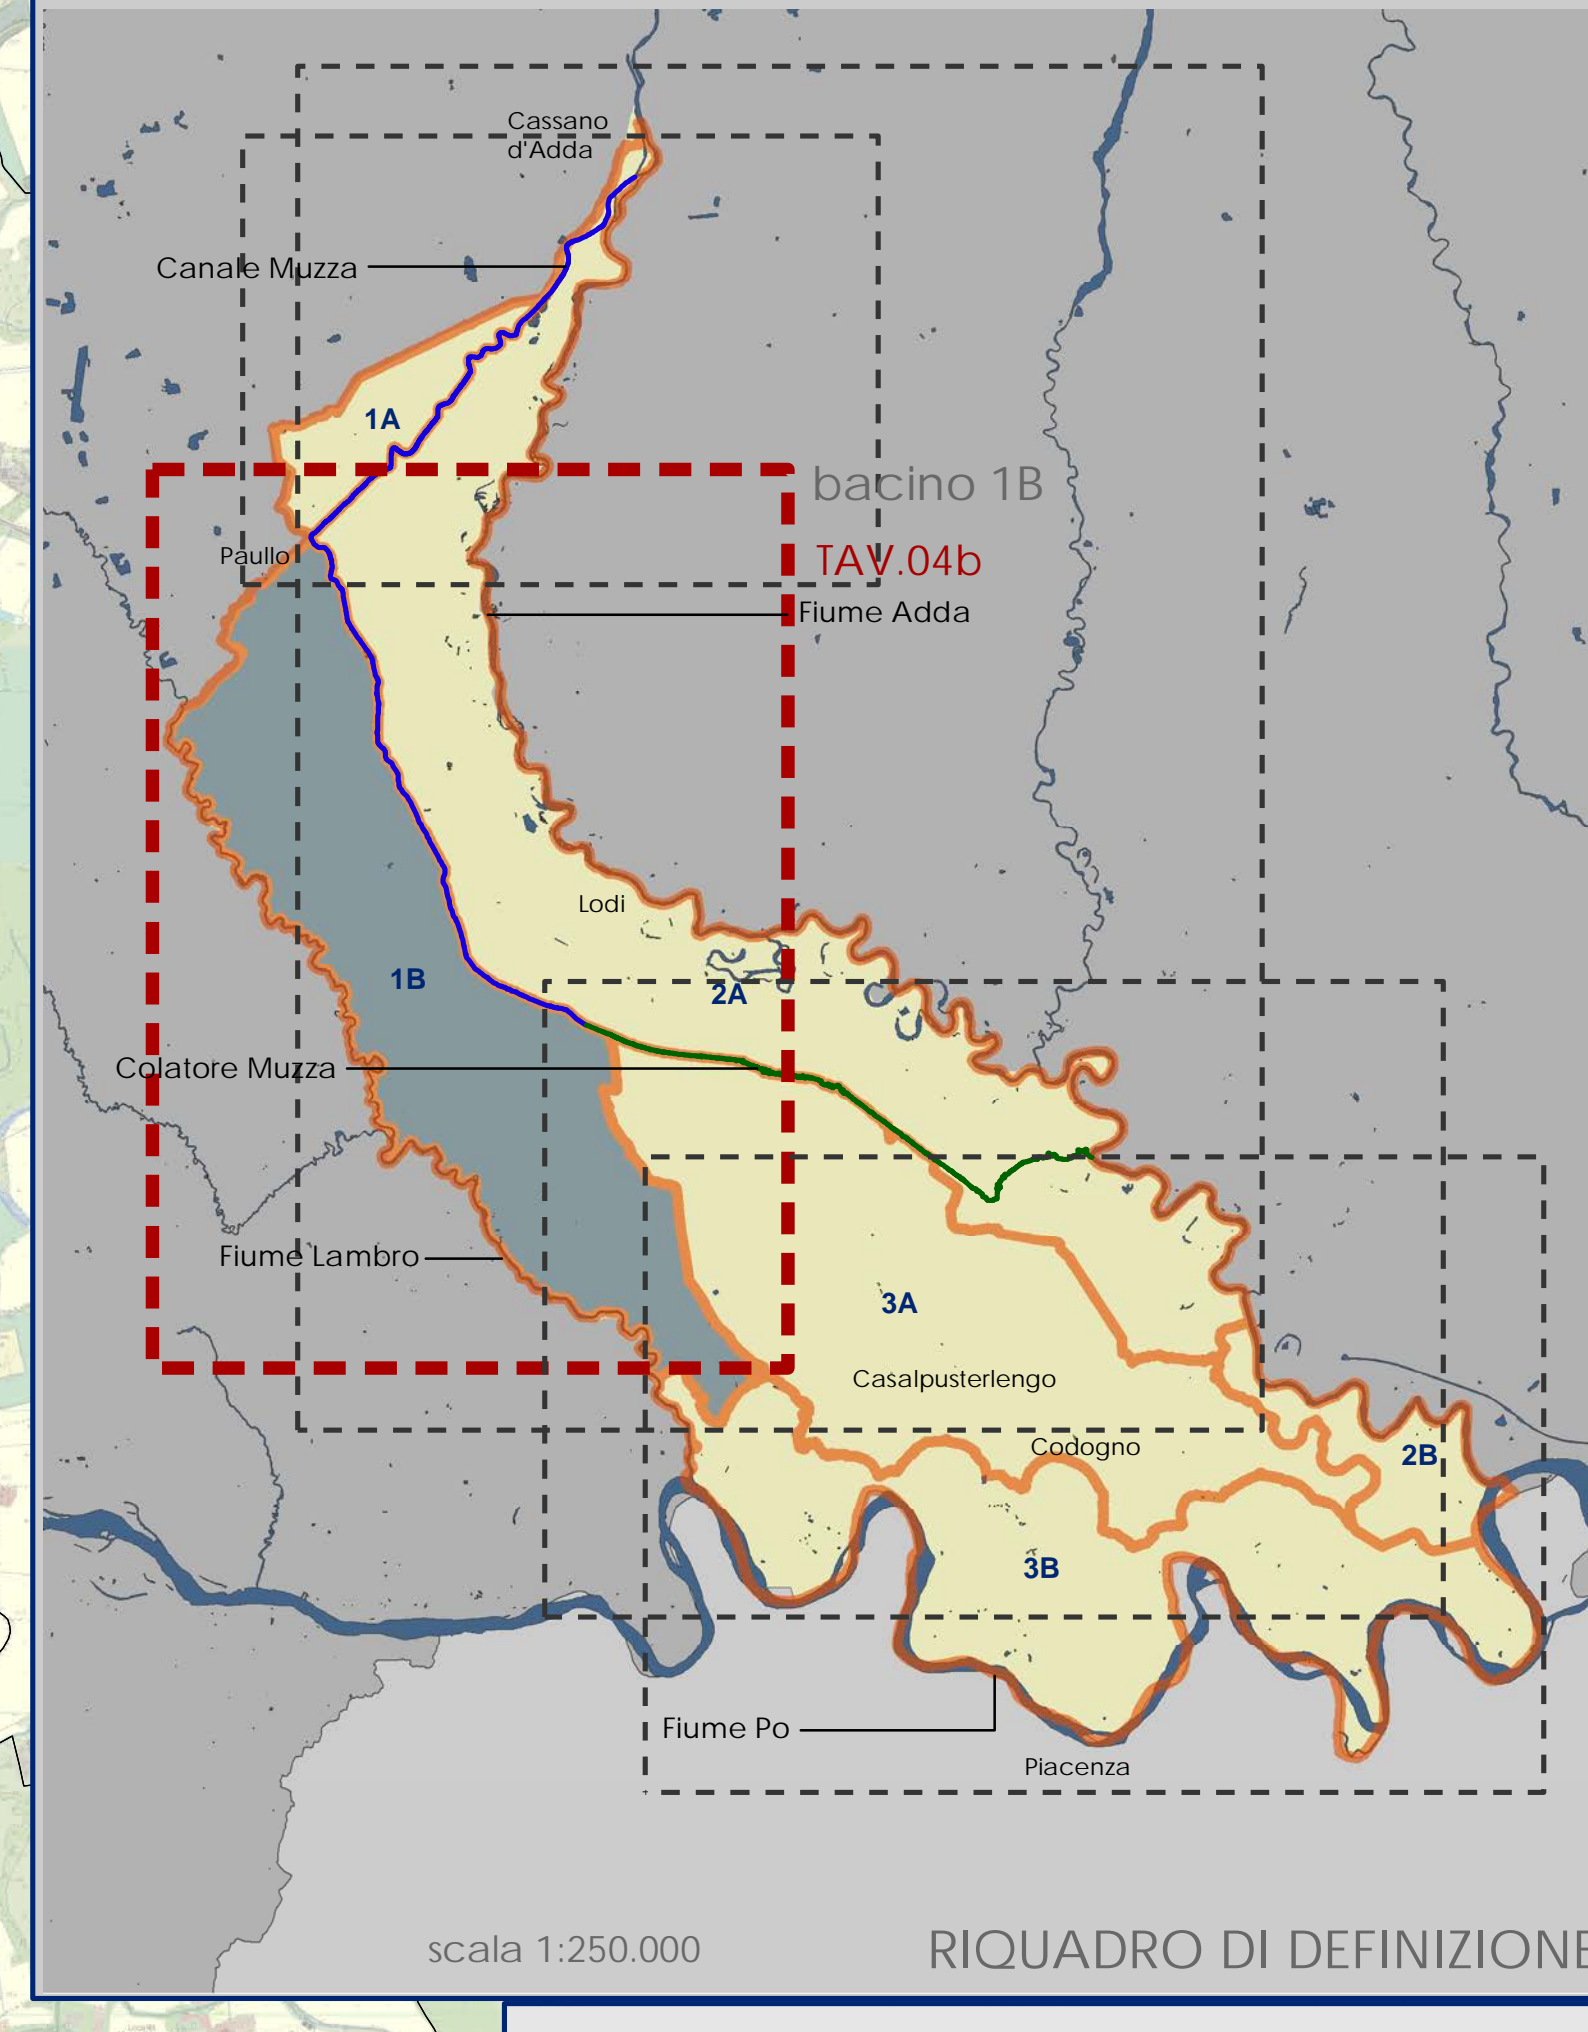 Cassano
d'Adda
Canale Muzza
1A
bacino 1B
Paullo
TAV.04b
Fiume Adda
Lodi
1B
2A
Colatore Muzza
Fiume Lambro
3A
Casalpusterlengo
Codogno
2B
3B
Fiume Po
Piacenza
scala 1:250.000
RIQUADRO DI DEFINIZIONE